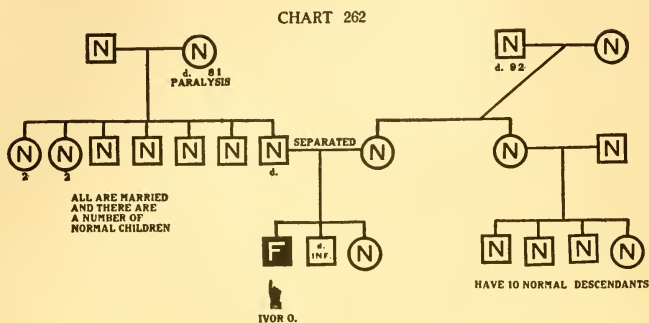 CHART 262
N N N N
d. 81 d. 92
PARALYSIS
SEPARATED
N N N N N N N N N N
2 2 d.
ALL ARE MARRIED
AND THERE ARE
A NUMBER OF
NORMAL CHILDREN
F d. N N N N N
INF.
HAVE 10 NORMAL DESCENDANTS
IVOR O.